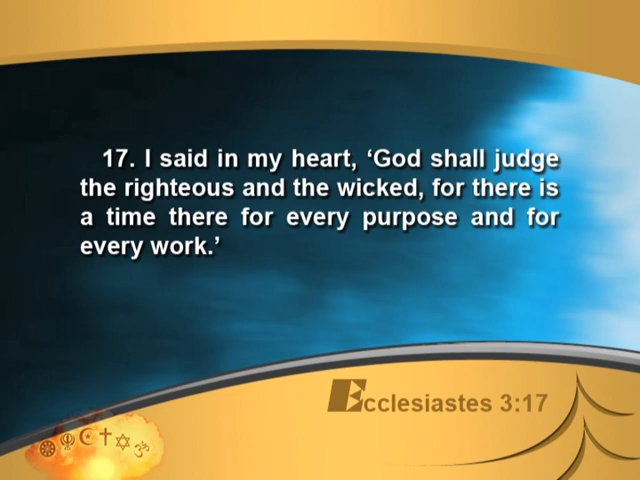 17. I said in my heart, ‘God shall judge
the righteous and the wicked, for there is
a time there for every purpose and for
every work.’
Ecclesiastes 3:17